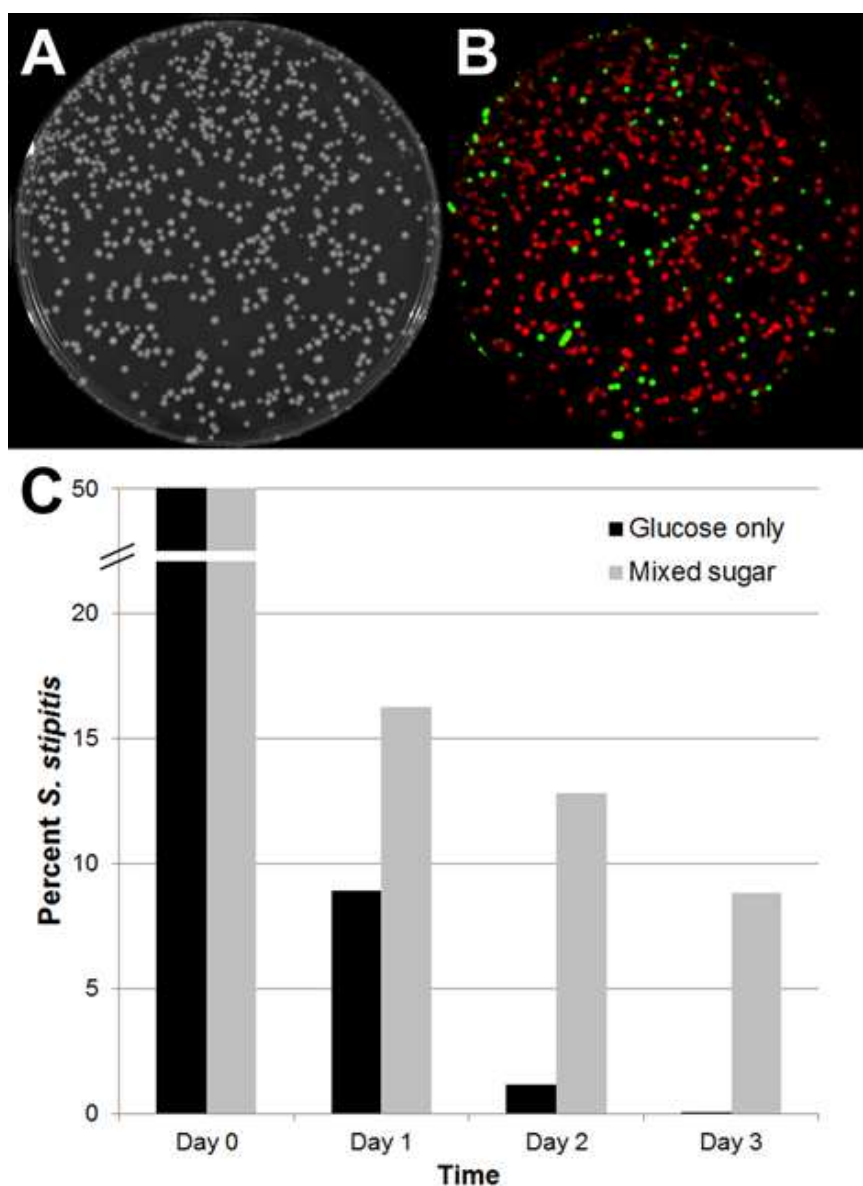 A
B
C
50
20
15
10
5
0
Percent S. stipitis
Glucose only
Mixed sugar
Day 0
Day 1
Day 2
Day 3
Time